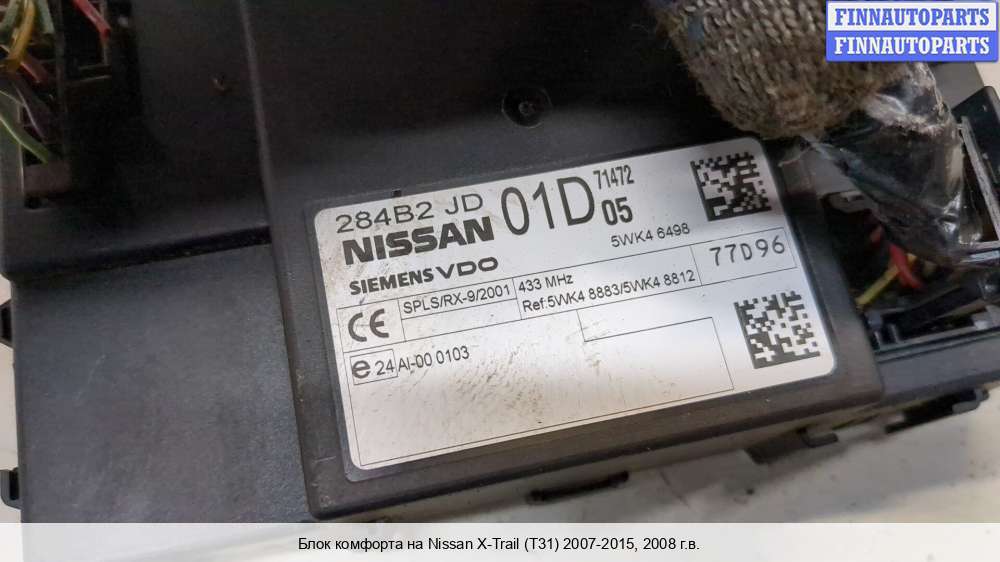 FINNAUTOPARTS
FINNAUTOPARTS
284B2 JD 01D 71472
NISSAN 05
5WK4 6498
SIEMENS VDO
77D96
SPLS/RX-9/2001 433 MHz
CE Ref:5WK4 8883/5WK4 8812
e 24 AI-00 0103
Блок комфорта на Nissan X-Trail (T31) 2007-2015, 2008 г.в.